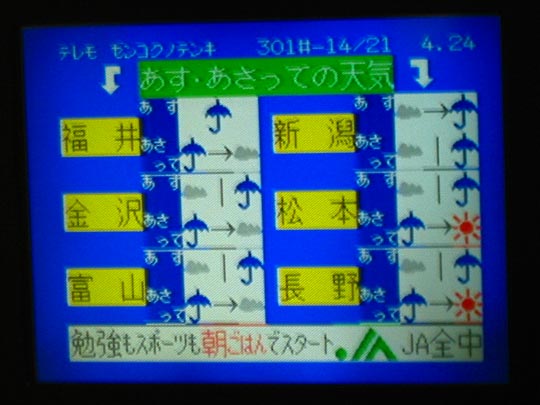 テレモ ゼンコクノテンキ 301#-14/21 4.24
あす・あさっての天気
福井 あす あさって
新潟 あす あさって
金沢 あす あさって
松本 あす あさって
富山 あす あさって
長野 あす あさって
勉強もスポーツも朝ごはんでスタート JA全中